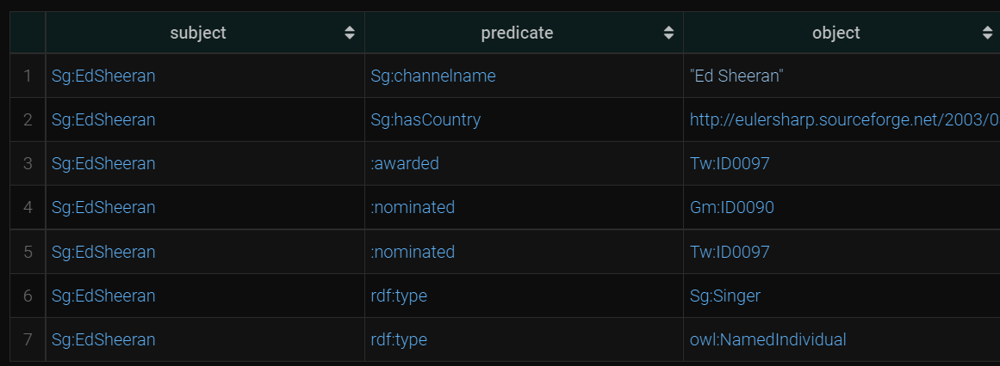 subject predicate object
1 Sg:EdSheeran Sg:channelname "Ed Sheeran"
2 Sg:EdSheeran Sg:hasCountry http://eulersharp.sourceforge.net/2003/0
3 Sg:EdSheeran :awarded Tw:ID0097
4 Sg:EdSheeran :nominated Gm:ID0090
5 Sg:EdSheeran :nominated Tw:ID0097
6 Sg:EdSheeran rdf:type Sg:Singer
7 Sg:EdSheeran rdf:type owl:NamedIndividual